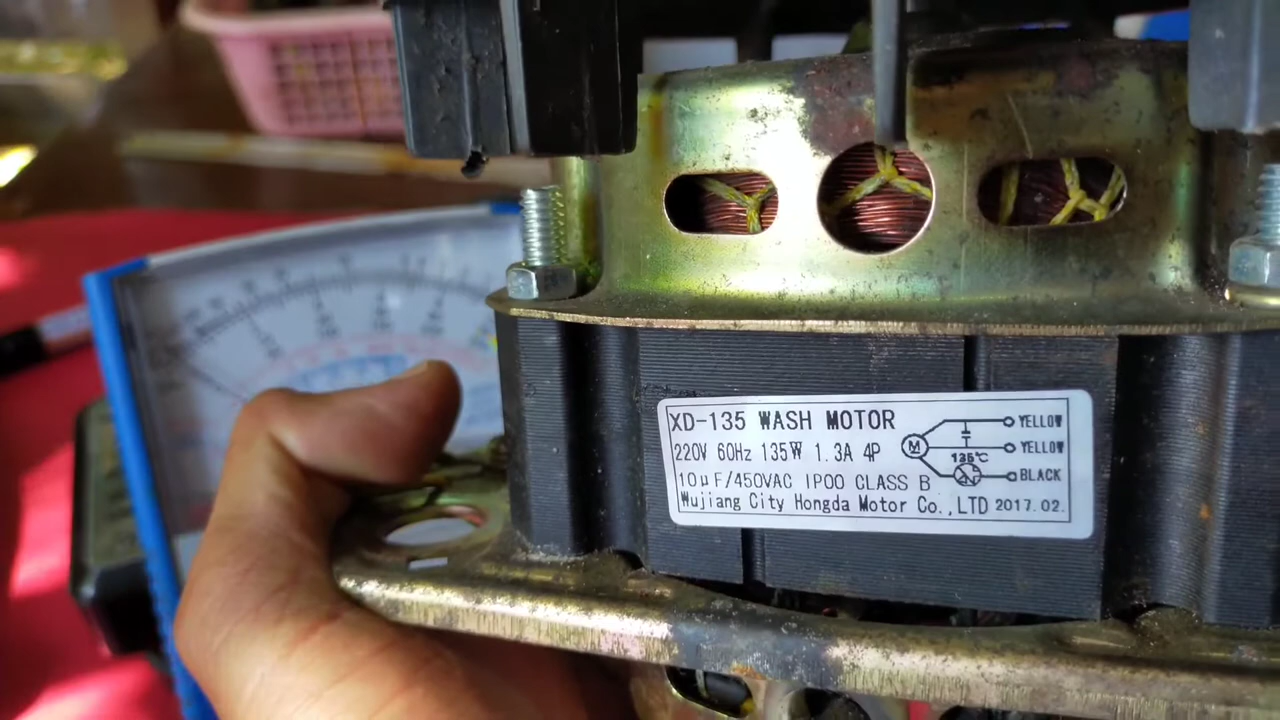 XD-135 WASH MOTOR
220V 60Hz 135W 1.3A 4P
10μF/450VAC IP00 CLASS B
Wujiang City Hongda Motor Co.,LTD 2017.02.
M
YELLOW
YELLOW
135℃
BLACK